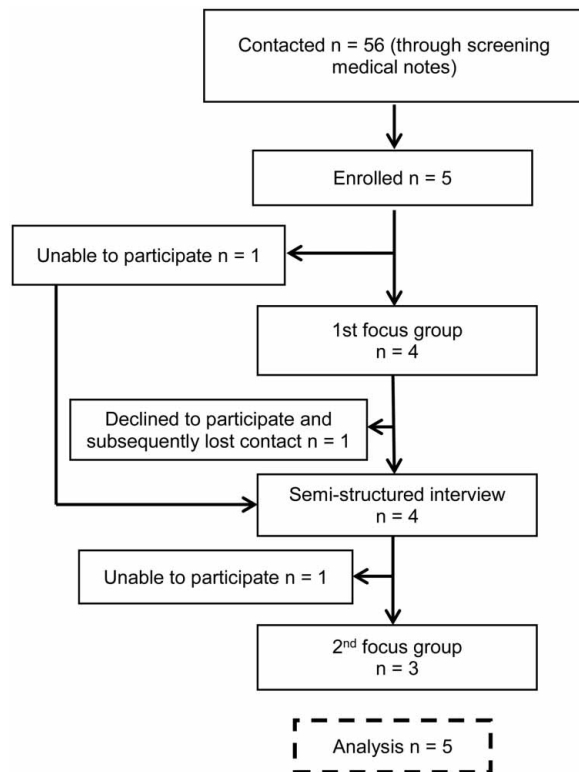 Contacted n = 56 (through screening
medical notes)
Enrolled n = 5
Unable to participate n = 1
1st focus group
n = 4
Declined to participate and
subsequently lost contact n = 1
Semi-structured interview
n = 4
Unable to participate n = 1
2nd focus group
n = 3
Analysis n = 5